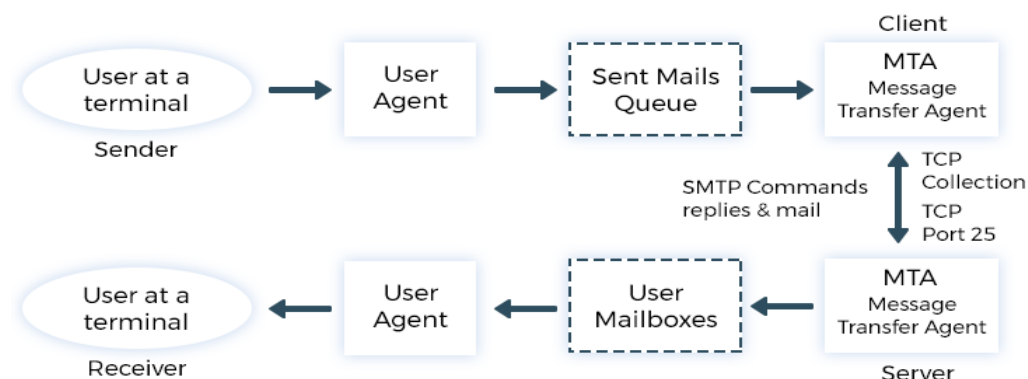 Client
User at a
terminal
Sender
User
Agent
Sent Mails
Queue
MTA
Message
Transfer Agent
SMTP Commands
replies & mail
TCP
Collection
TCP
Port 25
User at a
terminal
Receiver
User
Agent
User
Mailboxes
MTA
Message
Transfer Agent
Server